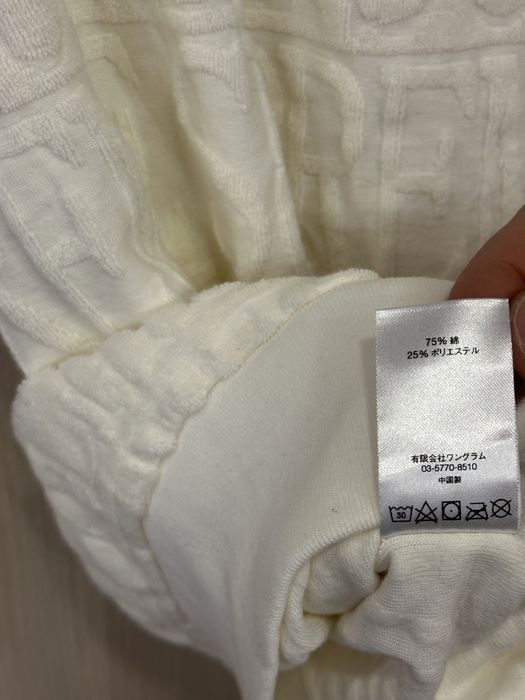 75% 綿
25% ポリエステル
有限会社ワングラム
03-5770-8510
中国製
30